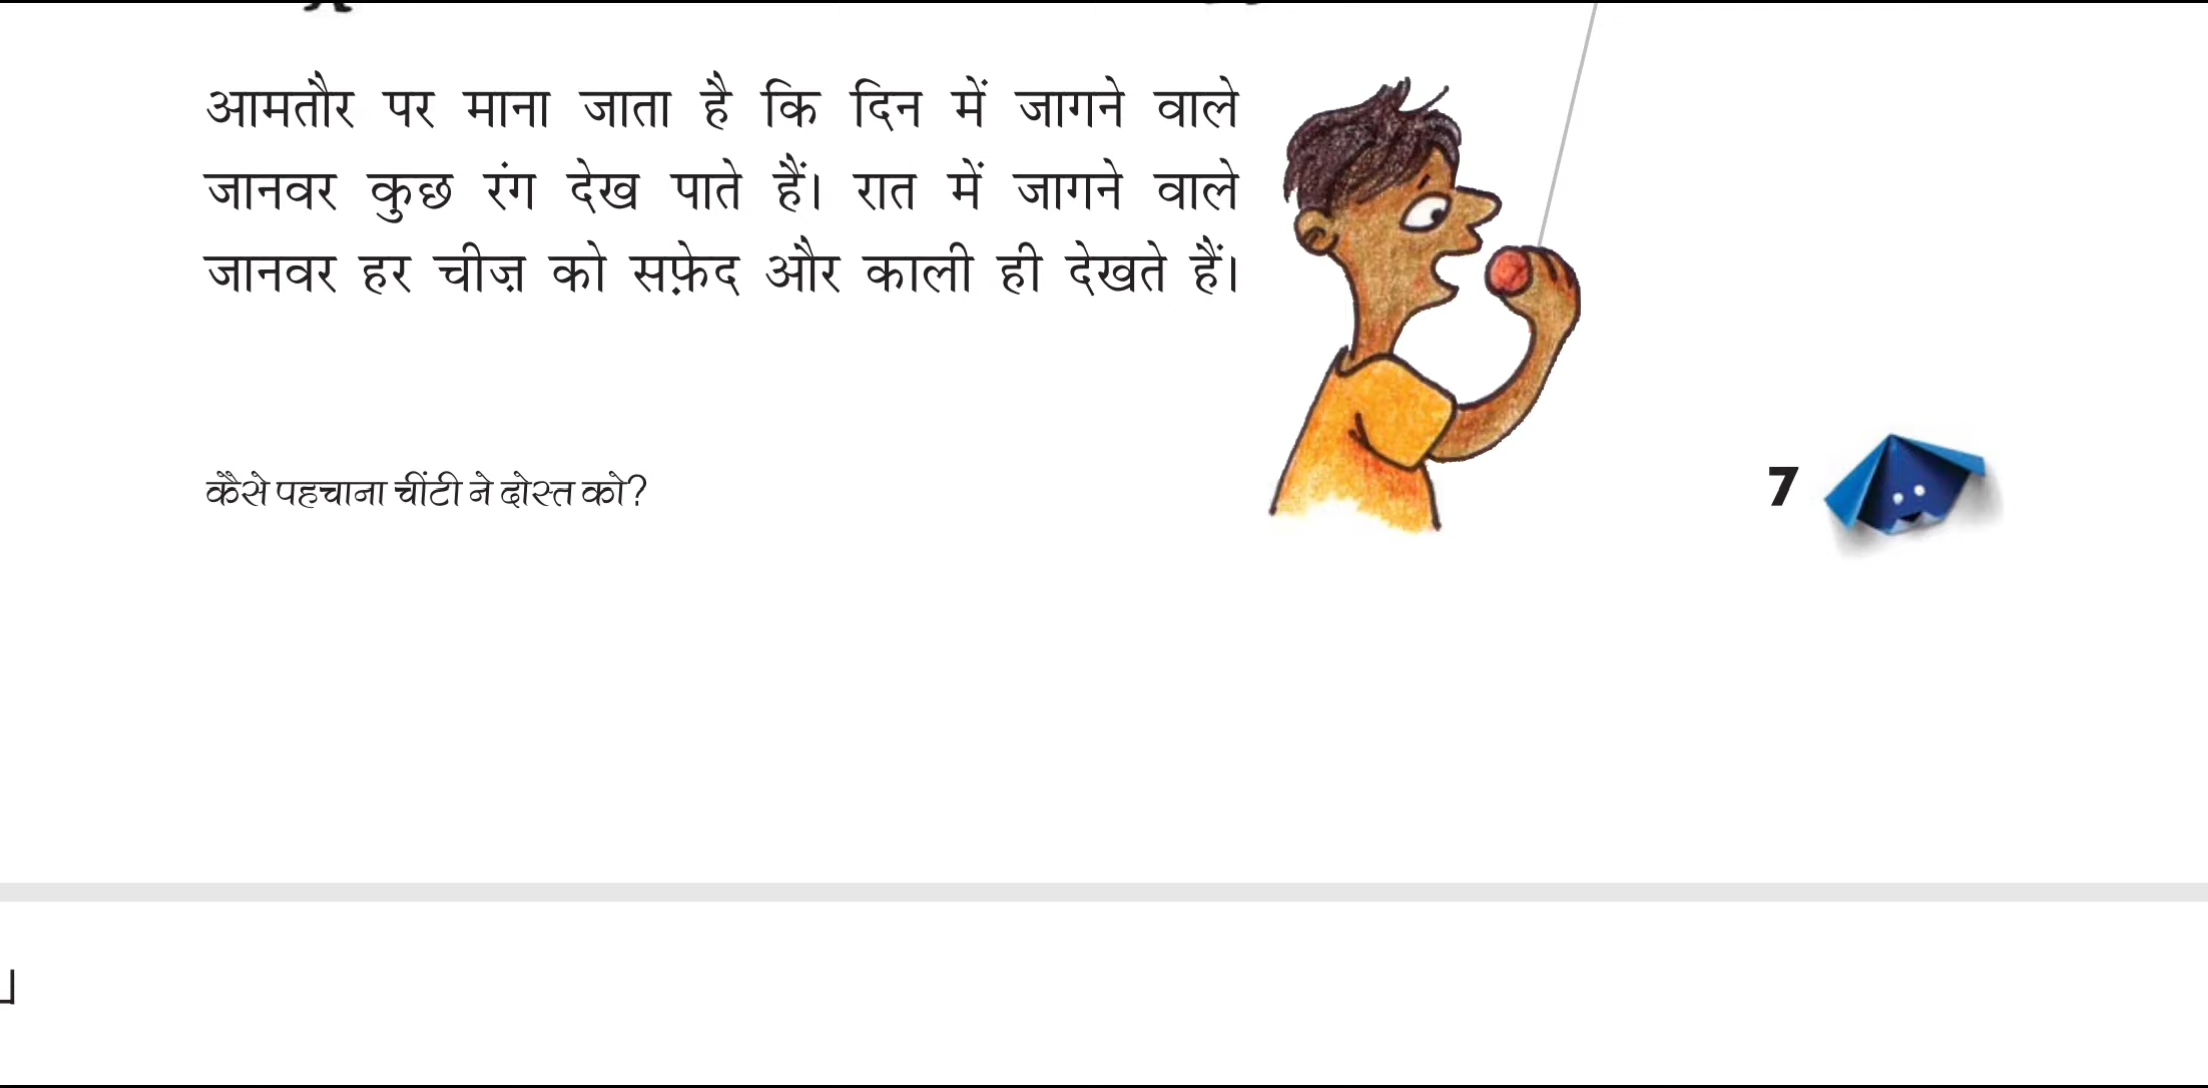 आमतौर पर माना जाता है कि दिन में जागने वाले
जानवर कुछ रंग देख पाते हैं। रात में जागने वाले
जानवर हर चीज़ को सफ़ेद और काली ही देखते हैं।
कैसे पहचाना चींटी ने दोस्त को?
7